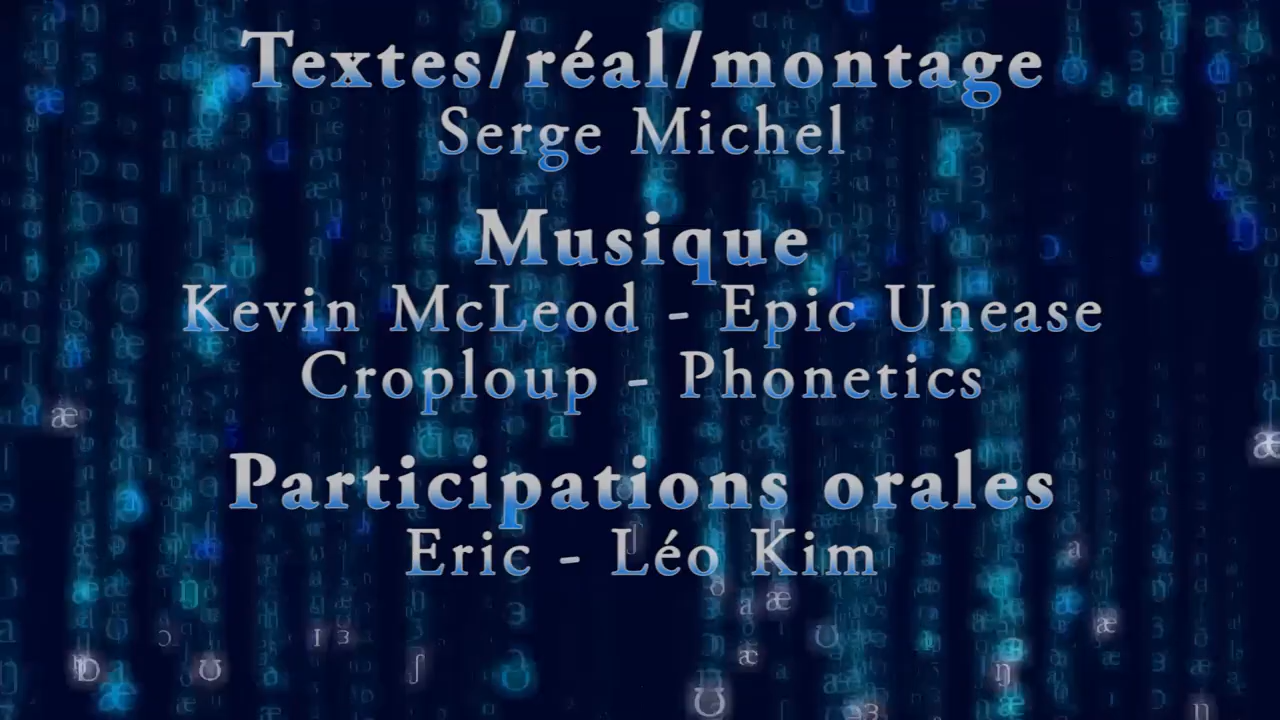 Textes/réal/montage
Serge Michel
Musique
Kevin McLeod - Epic Unease
Croploup - Phonetics
Participations orales
Eric - Léo Kim